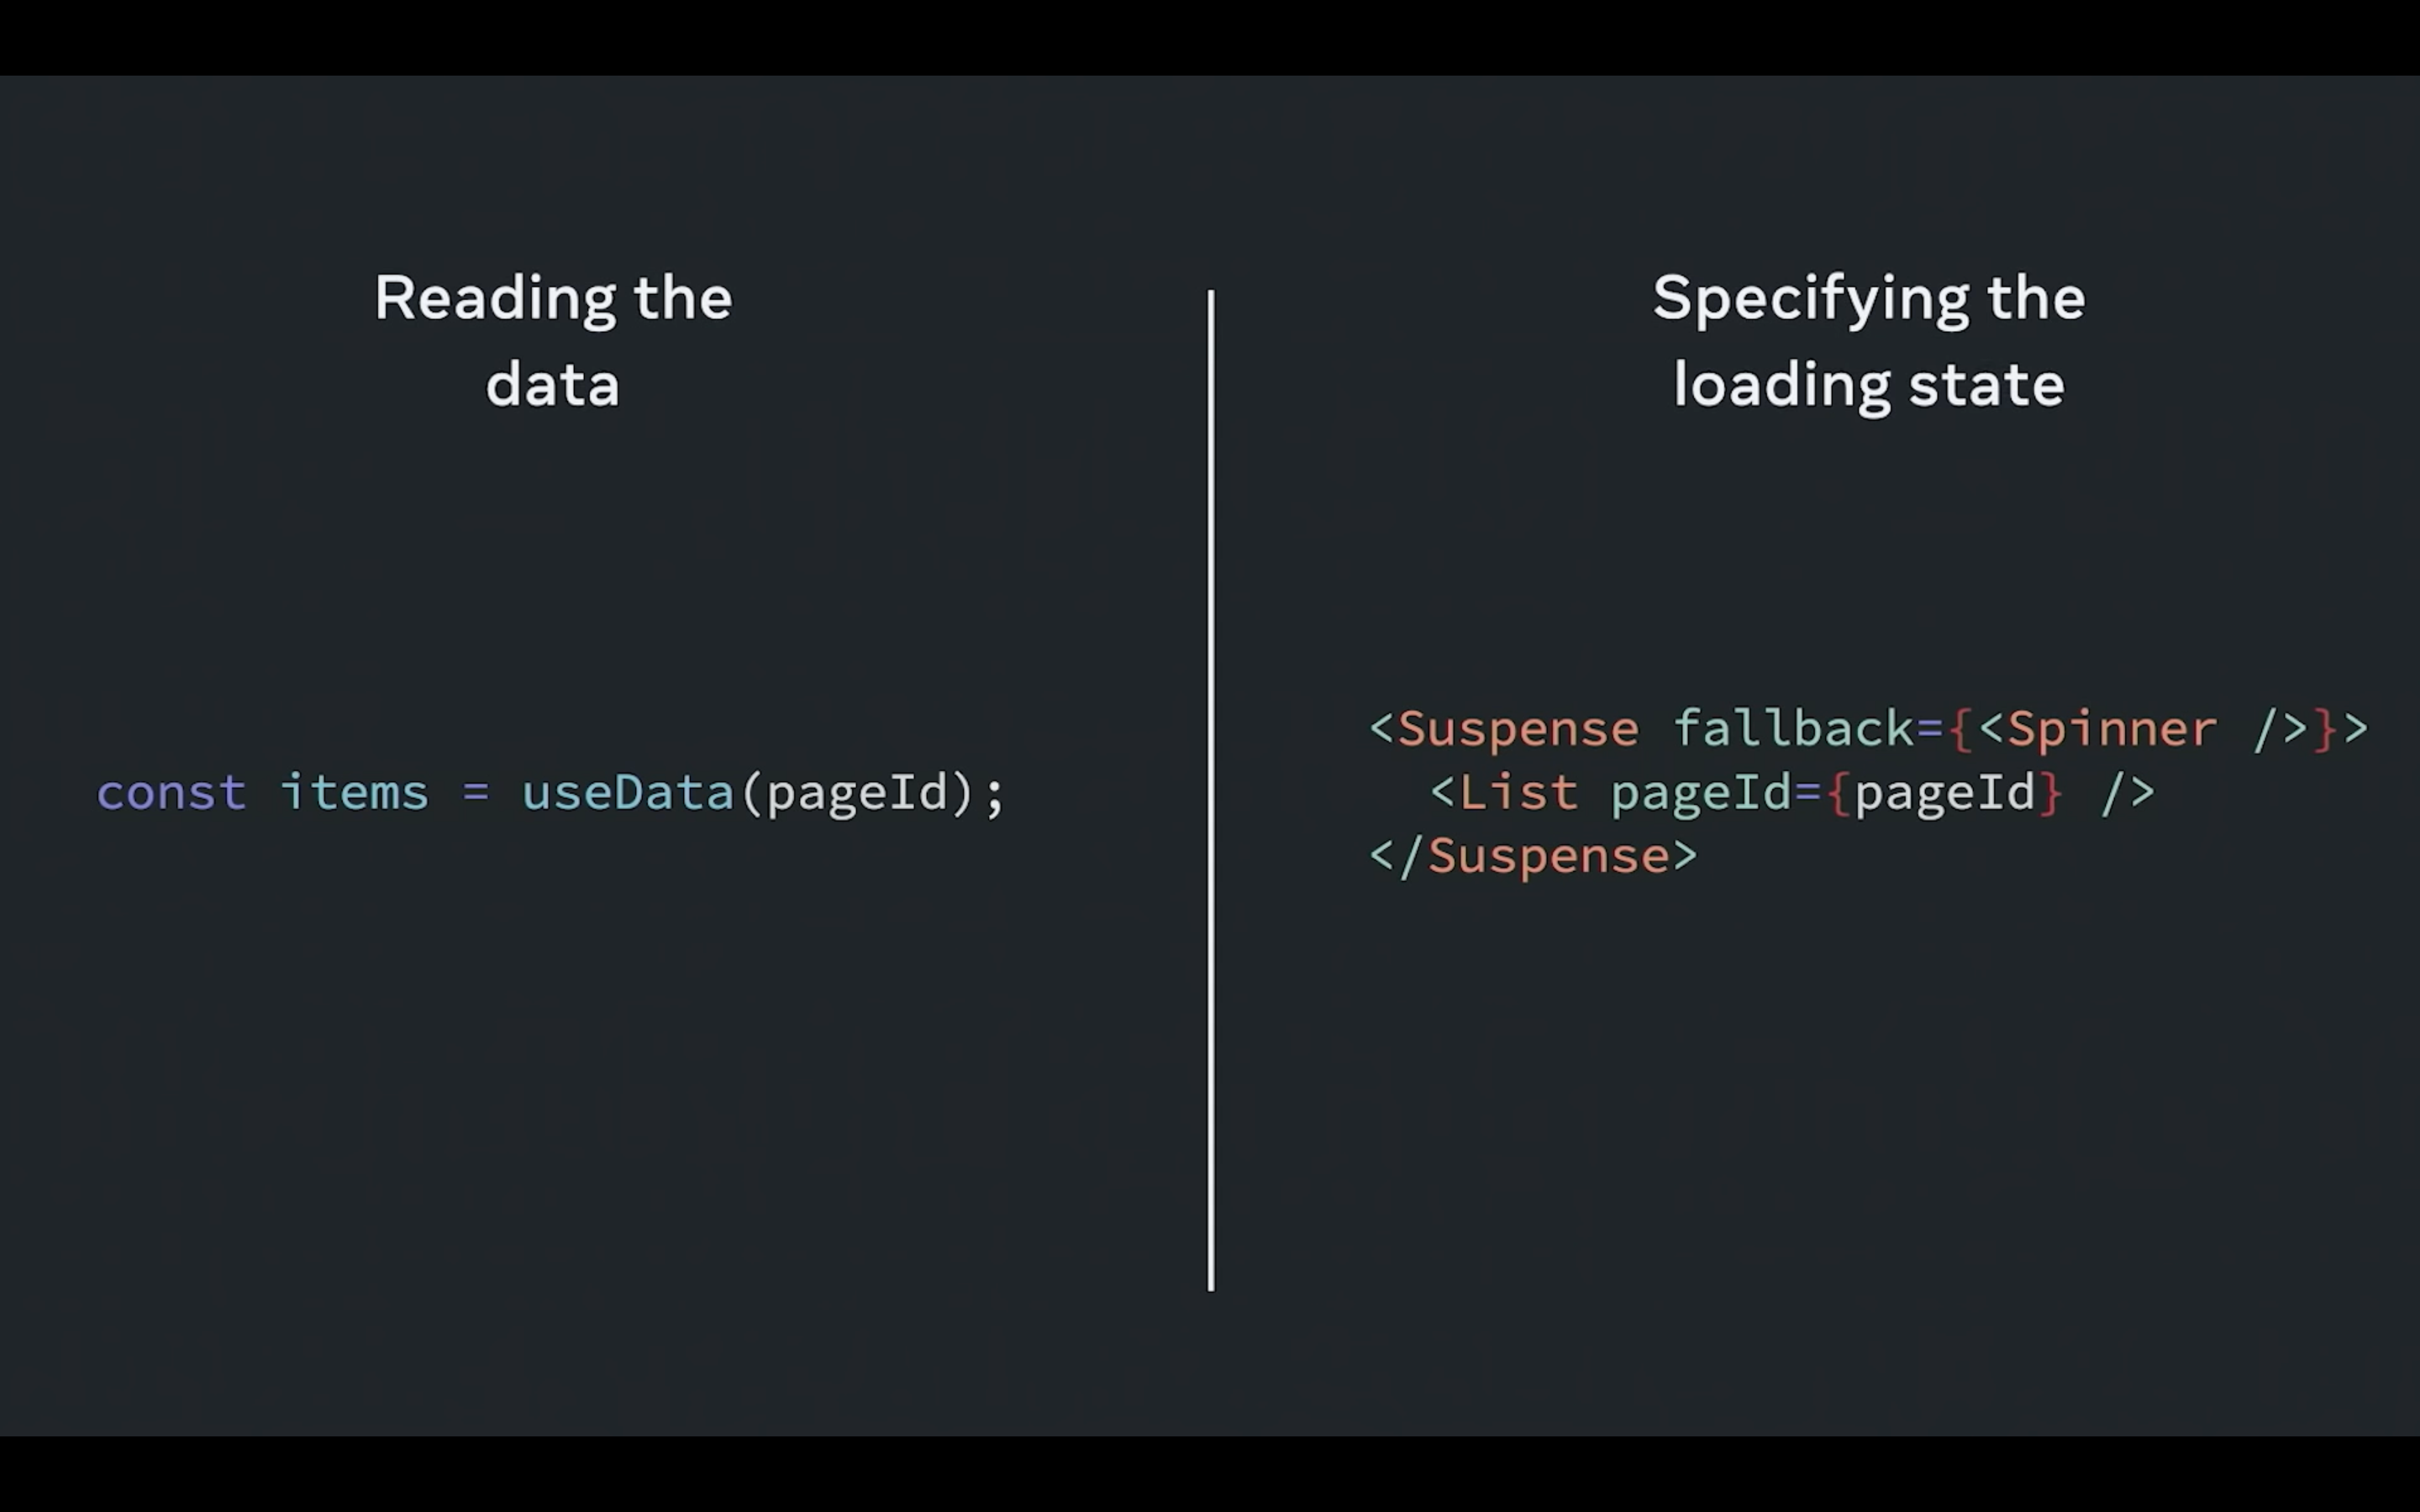 Reading the
data
const items = useData(pageId);
Specifying the
loading state
<Suspense fallback={<Spinner />}>
  <List pageId={pageId} />
</Suspense>